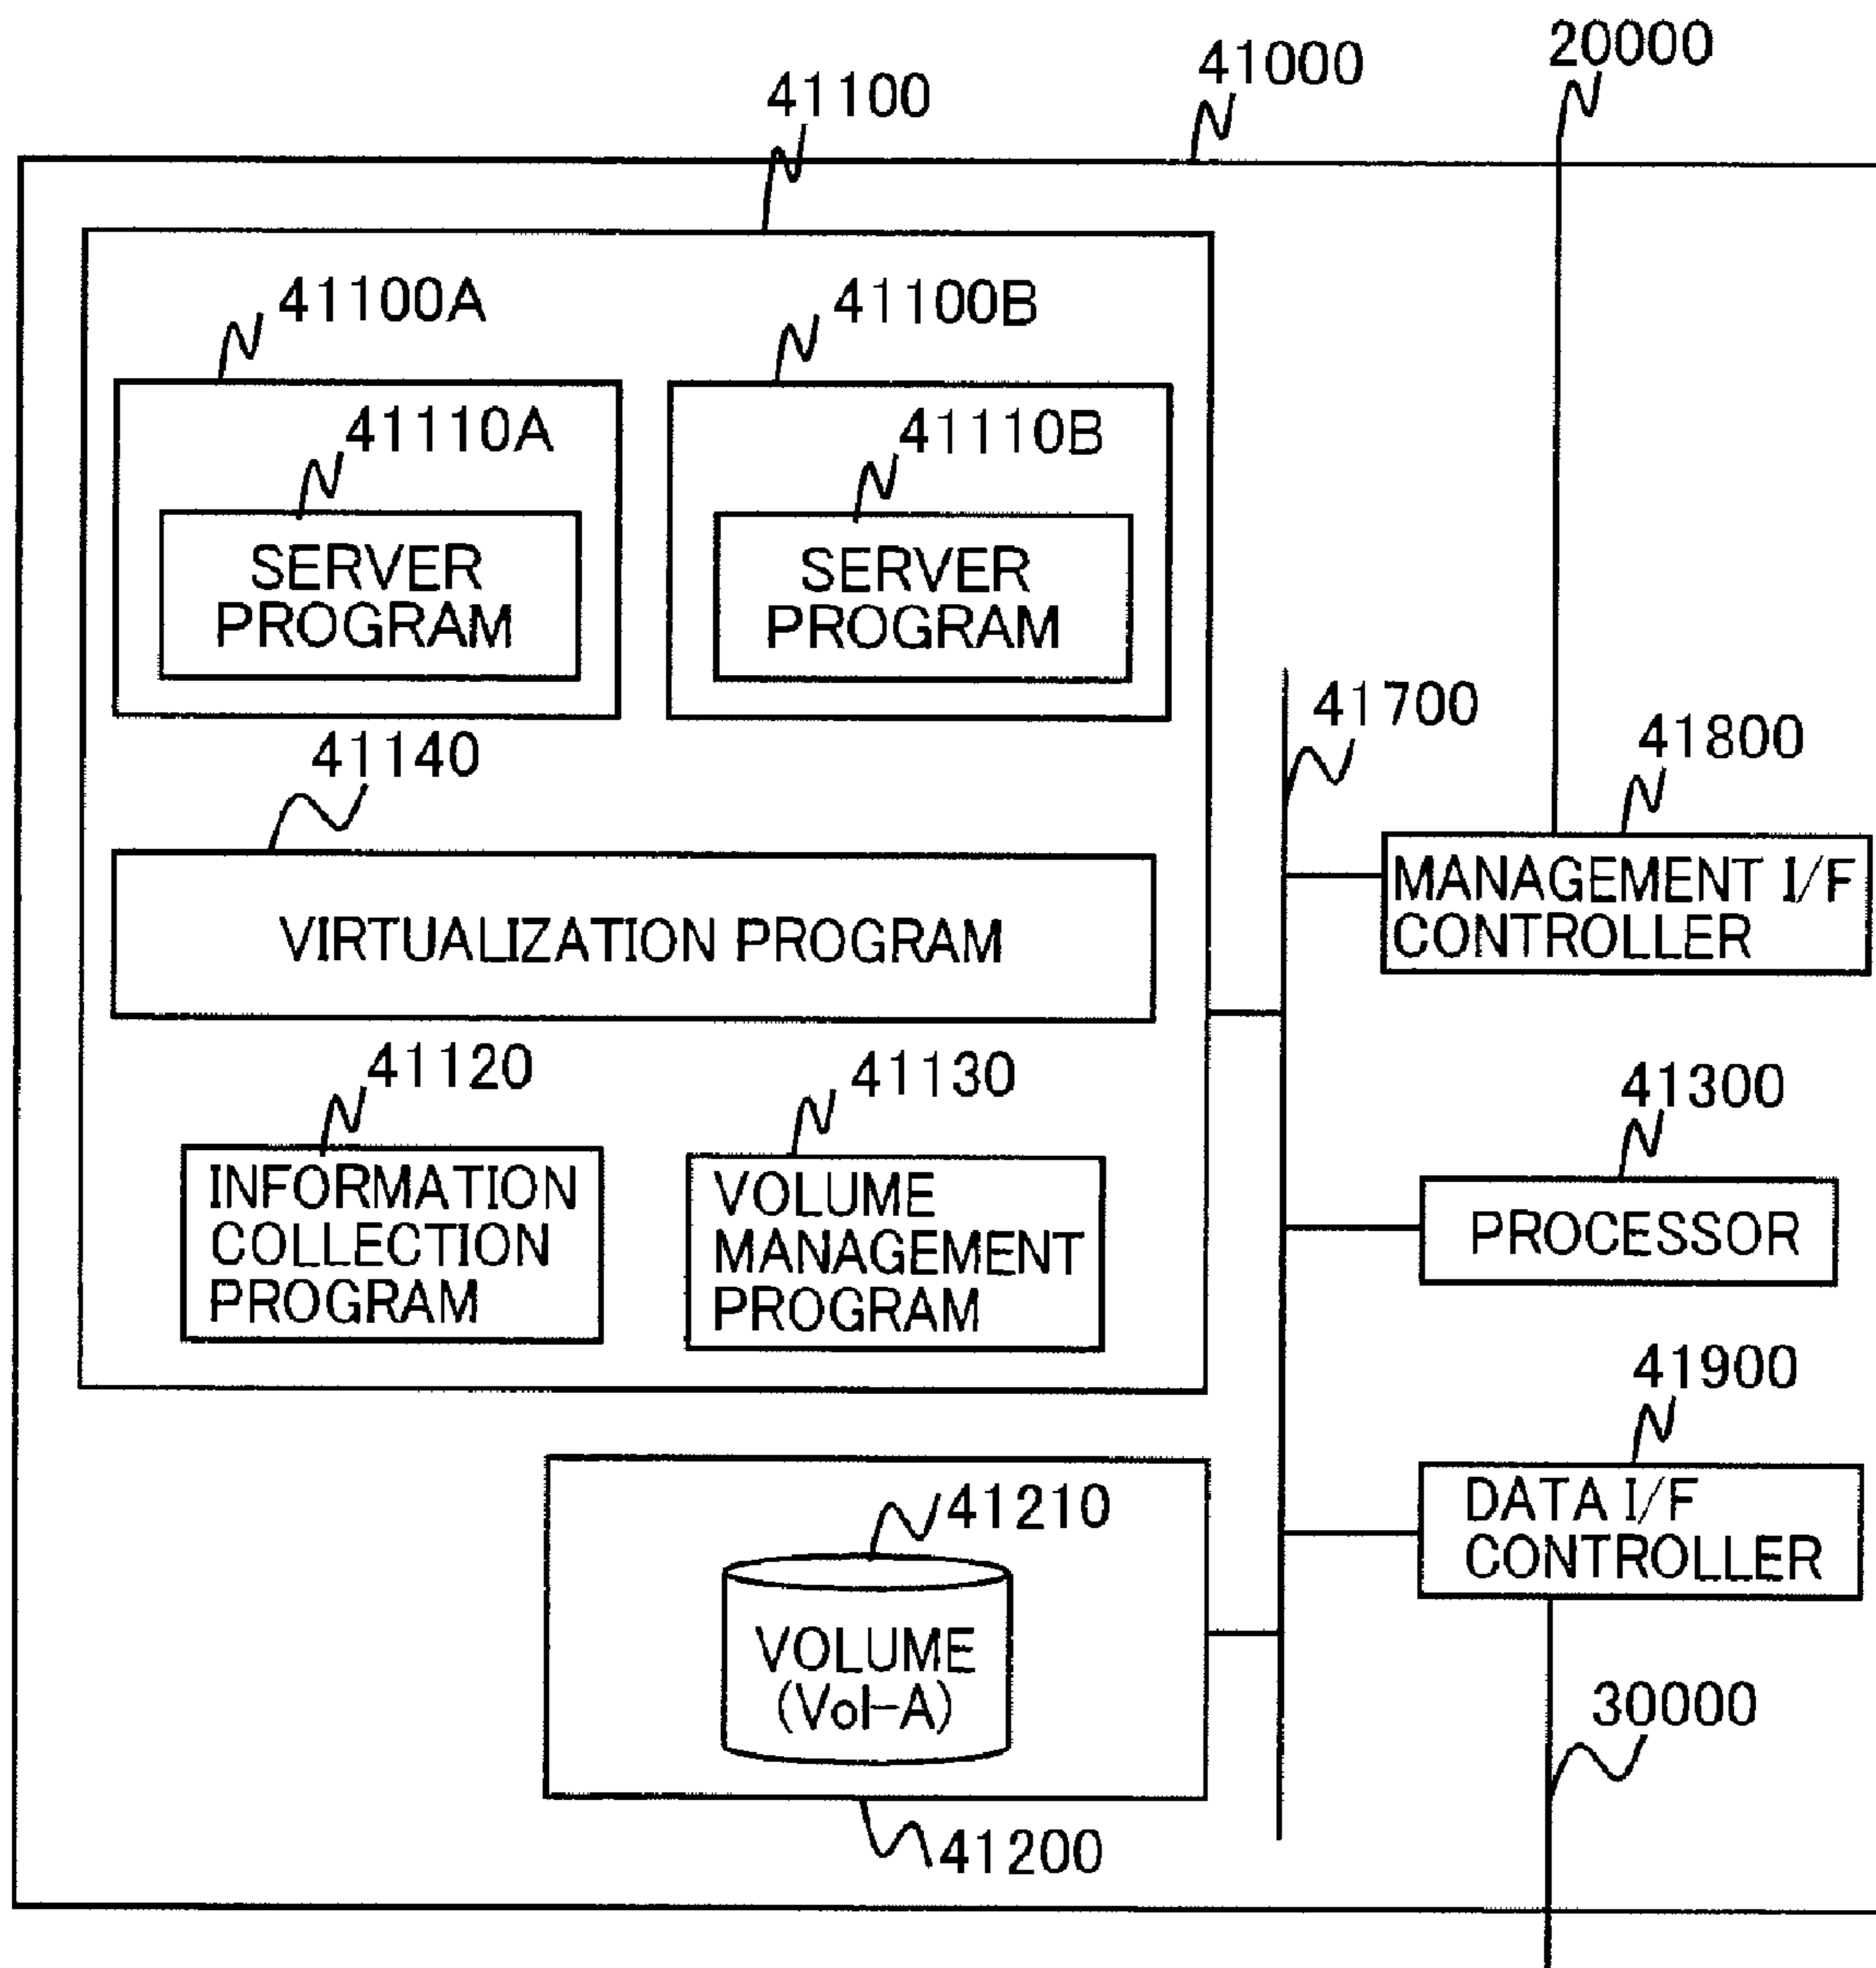 20000
41000
41100
41100A
41100B
41110A
41110B
SERVER
PROGRAM
SERVER
PROGRAM
41700
41140
41800
VIRTUALIZATION PROGRAM
MANAGEMENT I/F
CONTROLLER
41120
41130
41300
INFORMATION
COLLECTION
PROGRAM
VOLUME
MANAGEMENT
PROGRAM
PROCESSOR
41900
41210
DATA I/F
CONTROLLER
VOLUME
(Vol-A)
30000
41200